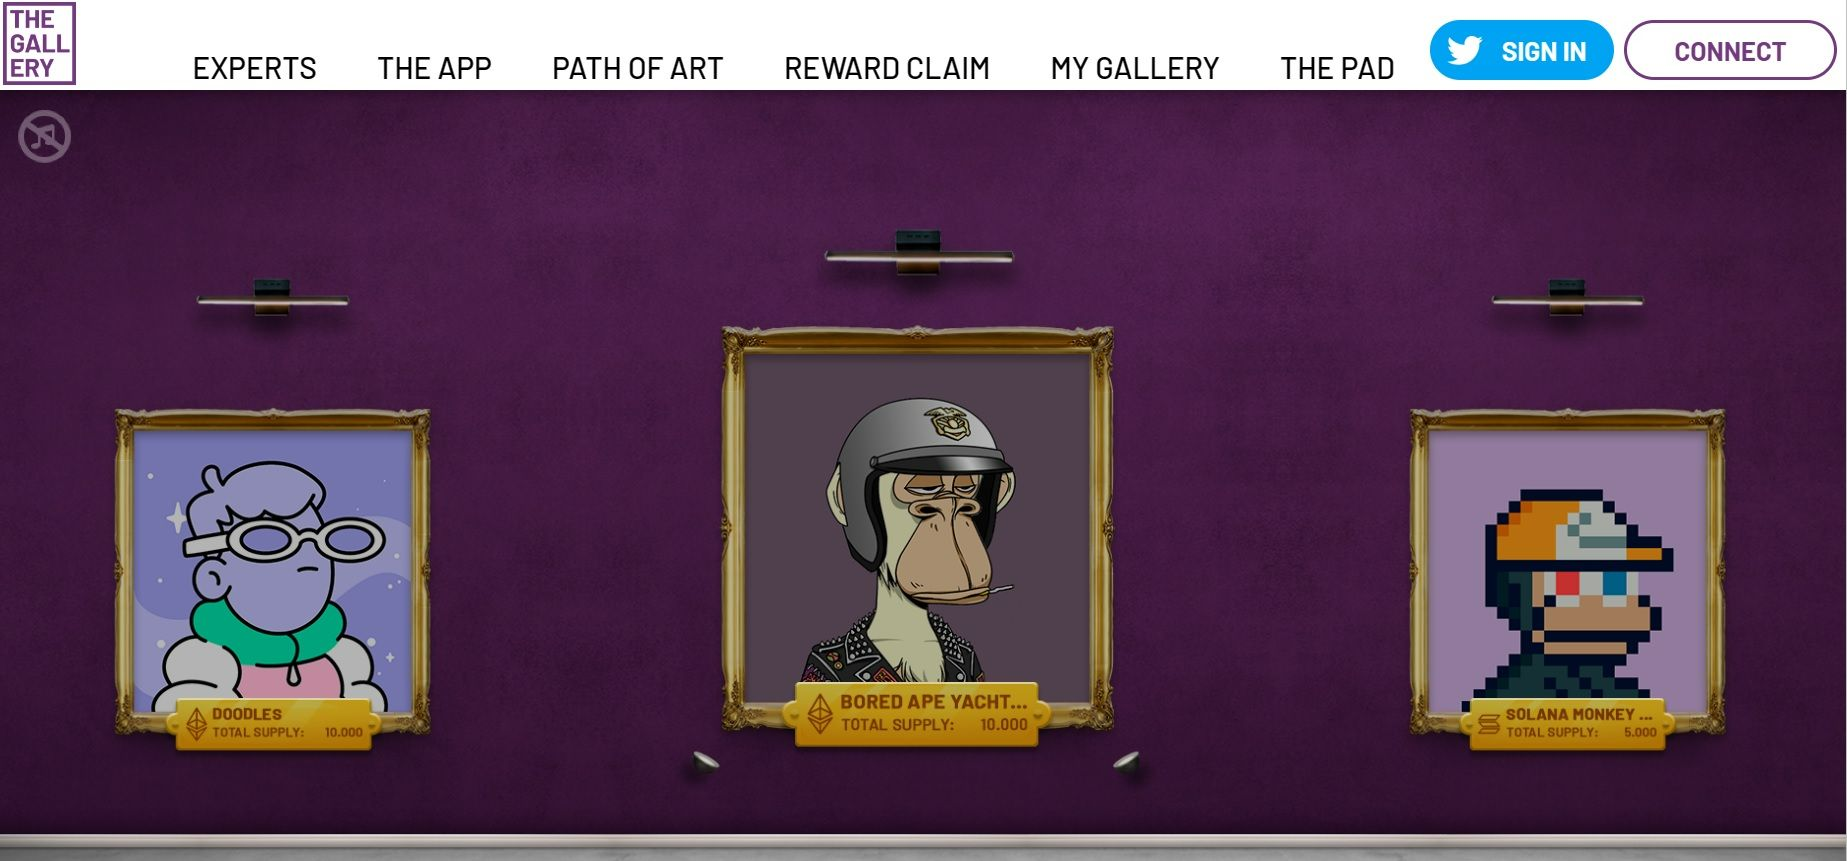 THE
GALL
ERY
EXPERTS THE APP PATH OF ART REWARD CLAIM MY GALLERY THE PAD SIGN IN CONNECT
DOODLES
TOTAL SUPPLY: 10.000
BORED APE YACHT...
TOTAL SUPPLY: 10.000
SOLANA MONKEY ...
TOTAL SUPPLY: 5.000